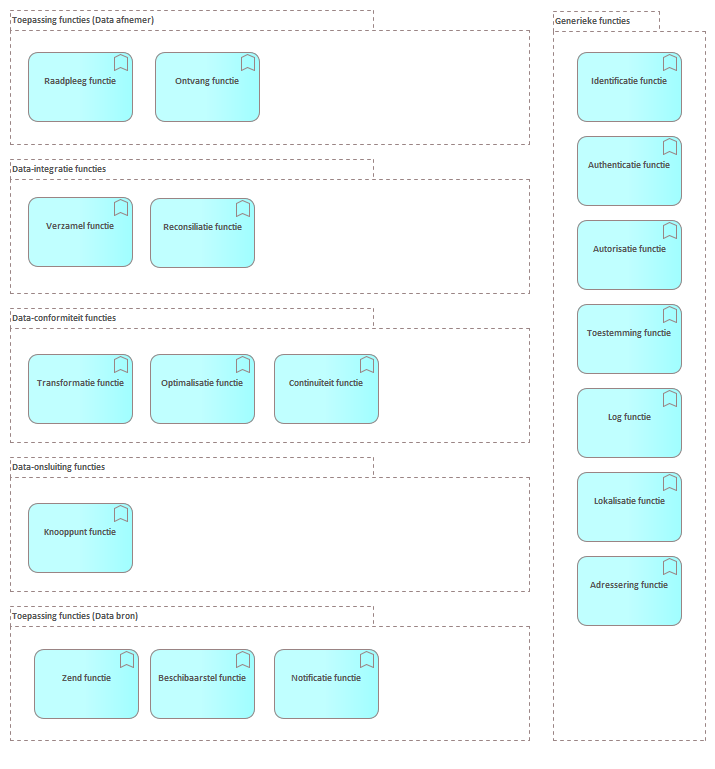 Toepassing functies (Data afnemer)
Raadpleeg functie
Ontvang functie
Data-integratie functies
Verzamel functie
Reconsiliatie functie
Data-conformiteit functies
Transformatie functie
Optimalisatie functie
Continuïteit functie
Data-onsluiting functies
Knooppunt functie
Toepassing functies (Data bron)
Zend functie
Beschibaarstel functie
Notificatie functie
Generieke functies
Identificatie functie
Authenticatie functie
Autorisatie functie
Toestemming functie
Log functie
Lokalisatie functie
Adressering functie